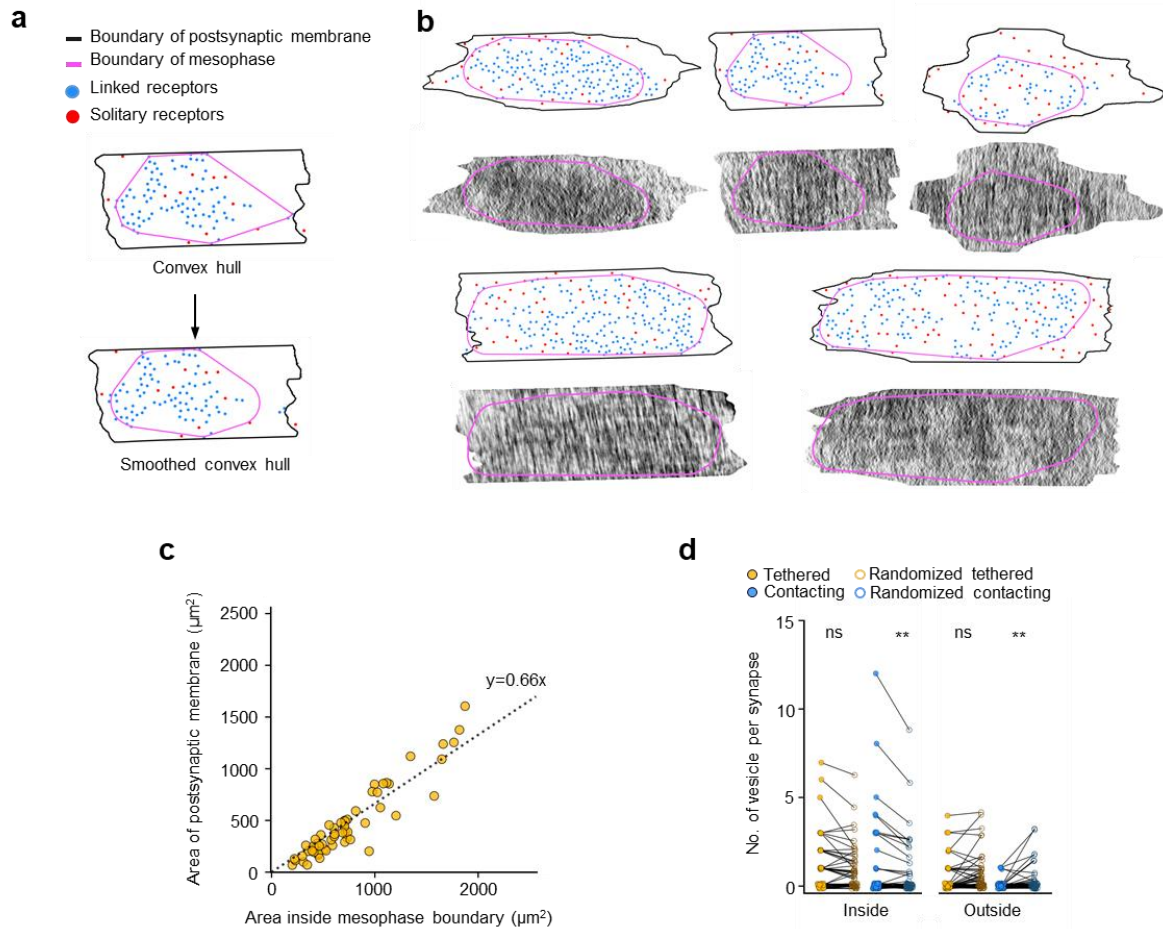 a
Boundary of postsynaptic membrane
Boundary of mesophase
Linked receptors
Solitary receptors
Convex hull
Smoothed convex hull
b
c
Area of postsynaptic membrane (µm²)
2500
2000
1500
1000
500
0
y=0.66x
0 1000 2000
Area inside mesophase boundary (µm²)
d
Tethered Randomized tethered
Contacting Randomized contacting
No. of vesicle per synapse
15
10
5
0
ns ** ns **
Inside Outside